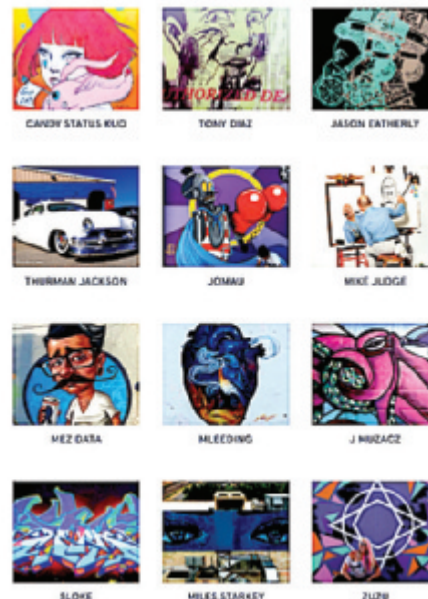 CANDY STATUS KUO
TONY DIAZ
JASON EATHERLY
THURMAN JACKSON
JOMAU
MIKE JUDGE
MEZ DATA
MLEEDING
J MUZACZ
SLOKE
MILES STARKEY
ZUZU